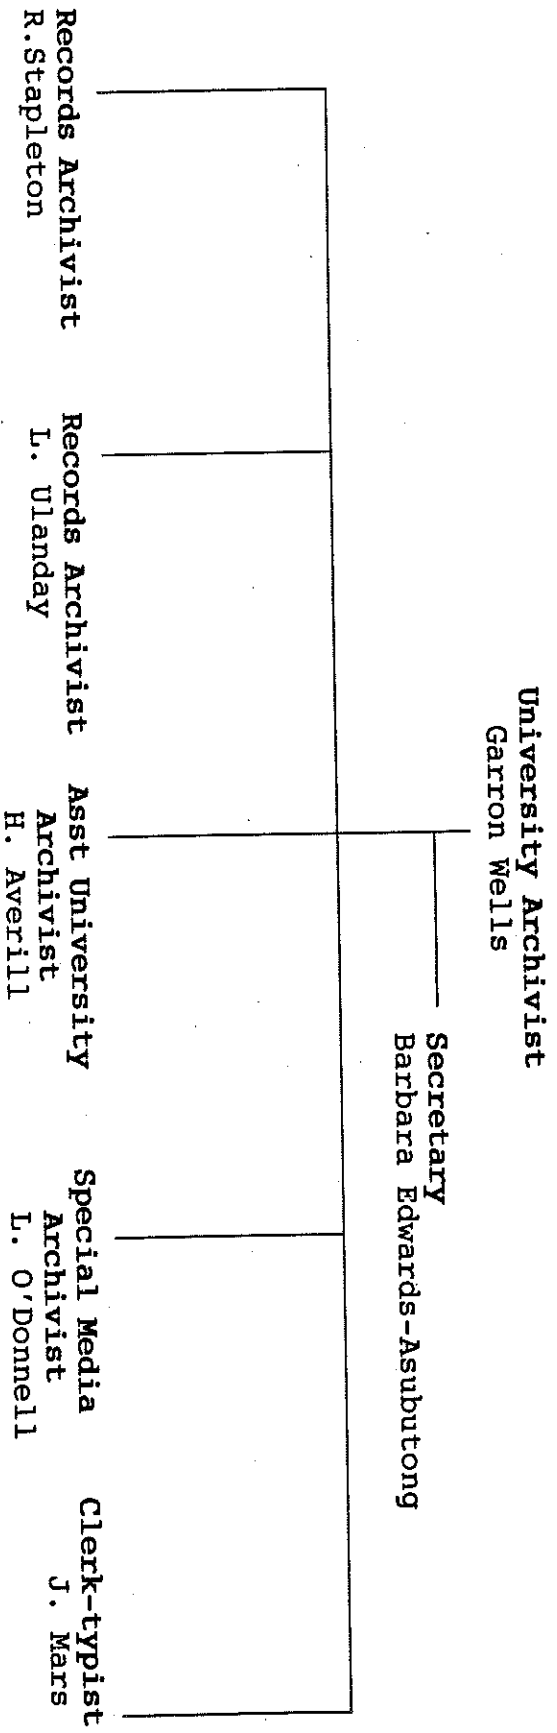 University Archivist
Garron Wells
Secretary
Barbara Edwards-Asubutong
Records Archivist
R.Stapleton
Records Archivist
L. Ulanday
Asst University
Archivist
H. Averill
Special Media
Archivist
L. O'Donnell
Clerk-typist
J. Mars